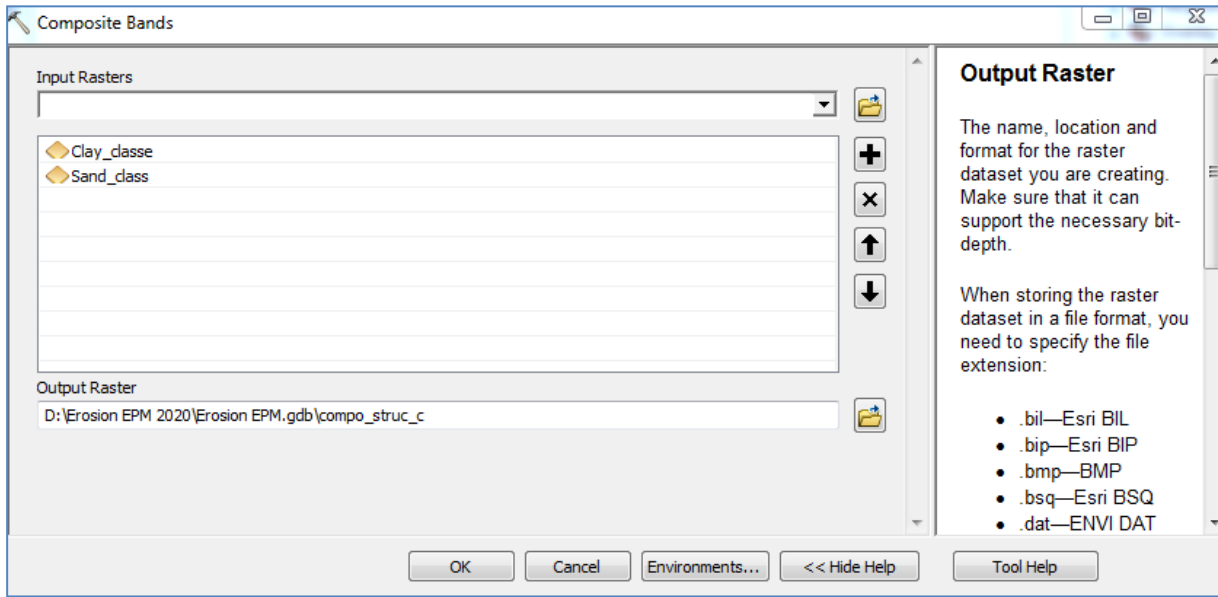 Composite Bands
Input Rasters
Clay_classe
Sand_class
Output Raster
D:\Erosion EPM 2020\Erosion EPM.gdb\compo_struc_c
OK
Cancel
Environments...
<< Hide Help
Tool Help
Output Raster
The name, location and
format for the raster
dataset you are creating.
Make sure that it can
support the necessary bit-
depth.
When storing the raster
dataset in a file format, you
need to specify the file
extension:
• .bil—Esri BIL
• .bip—Esri BIP
• .bmp—BMP
• .bsq—Esri BSQ
• .dat—ENVI DAT